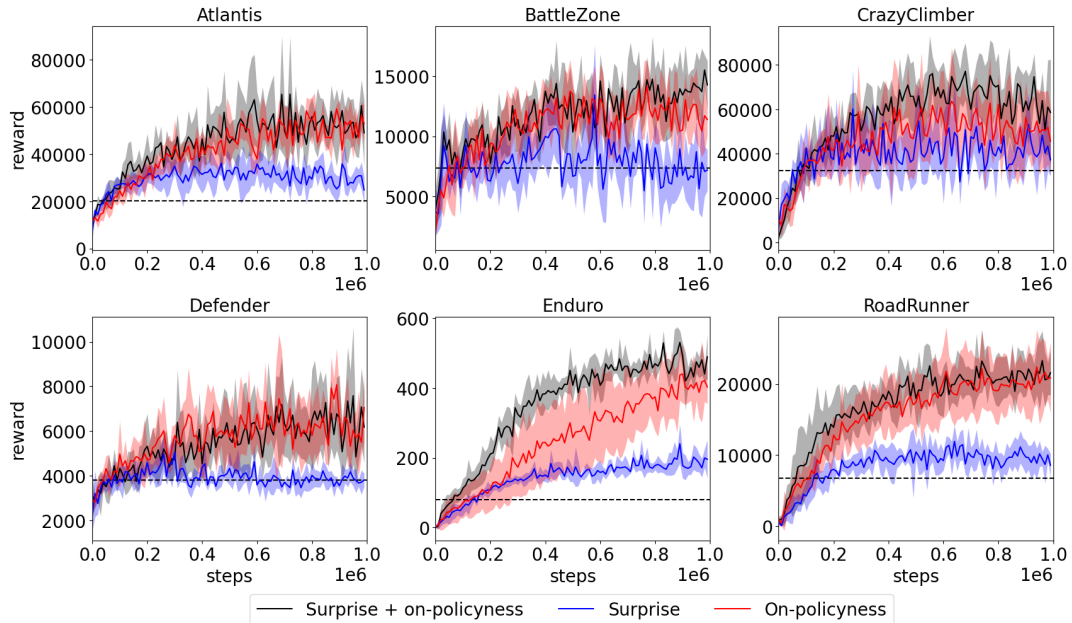 Atlantis
BattleZone
CrazyClimber
reward
80000
60000
40000
20000
0
15000
10000
5000
80000
60000
40000
20000
0
0.0 0.2 0.4 0.6 0.8 1.0
1e6
0.0 0.2 0.4 0.6 0.8 1.0
1e6
0.0 0.2 0.4 0.6 0.8 1.0
1e6
Defender
Enduro
RoadRunner
reward
10000
8000
6000
4000
2000
600
400
200
0
20000
10000
0
0.0 0.2 0.4 0.6 0.8 1.0
steps
1e6
0.0 0.2 0.4 0.6 0.8 1.0
steps
1e6
0.0 0.2 0.4 0.6 0.8 1.0
steps
1e6
Surprise + on-policyness
Surprise
On-policyness